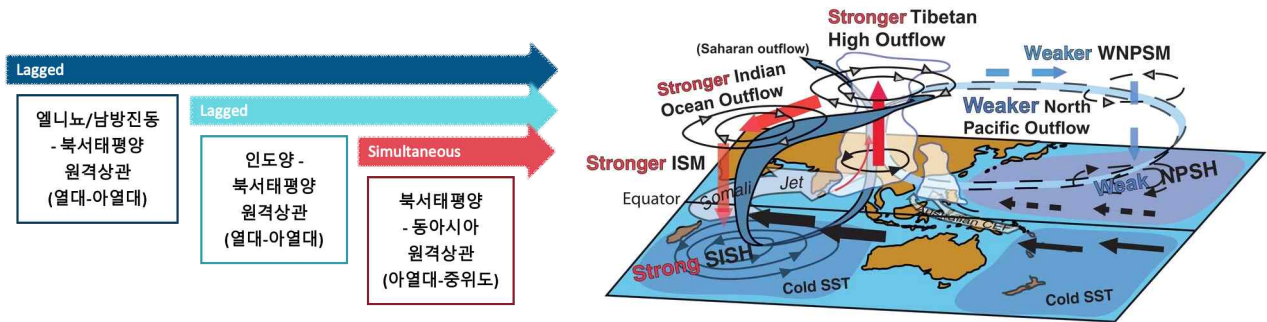 Lagged
엘니뇨/남방진동
- 북서태평양
원격상관
(열대-아열대)
Lagged
인도양 -
북서태평양
원격상관
(열대-아열대)
Simultaneous
북서태평양
- 동아시아
원격상관
(아열대-중위도)
Stronger Tibetan
High Outflow
(Saharan outflow)
Stronger Indian
Ocean Outflow
Weaker WNPSM
Weaker North
Pacific Outflow
Stronger ISM
Equator
Somali Jet
Weak NPSH
Australian CEF
Strong SISH
Cold SST
Cold SST